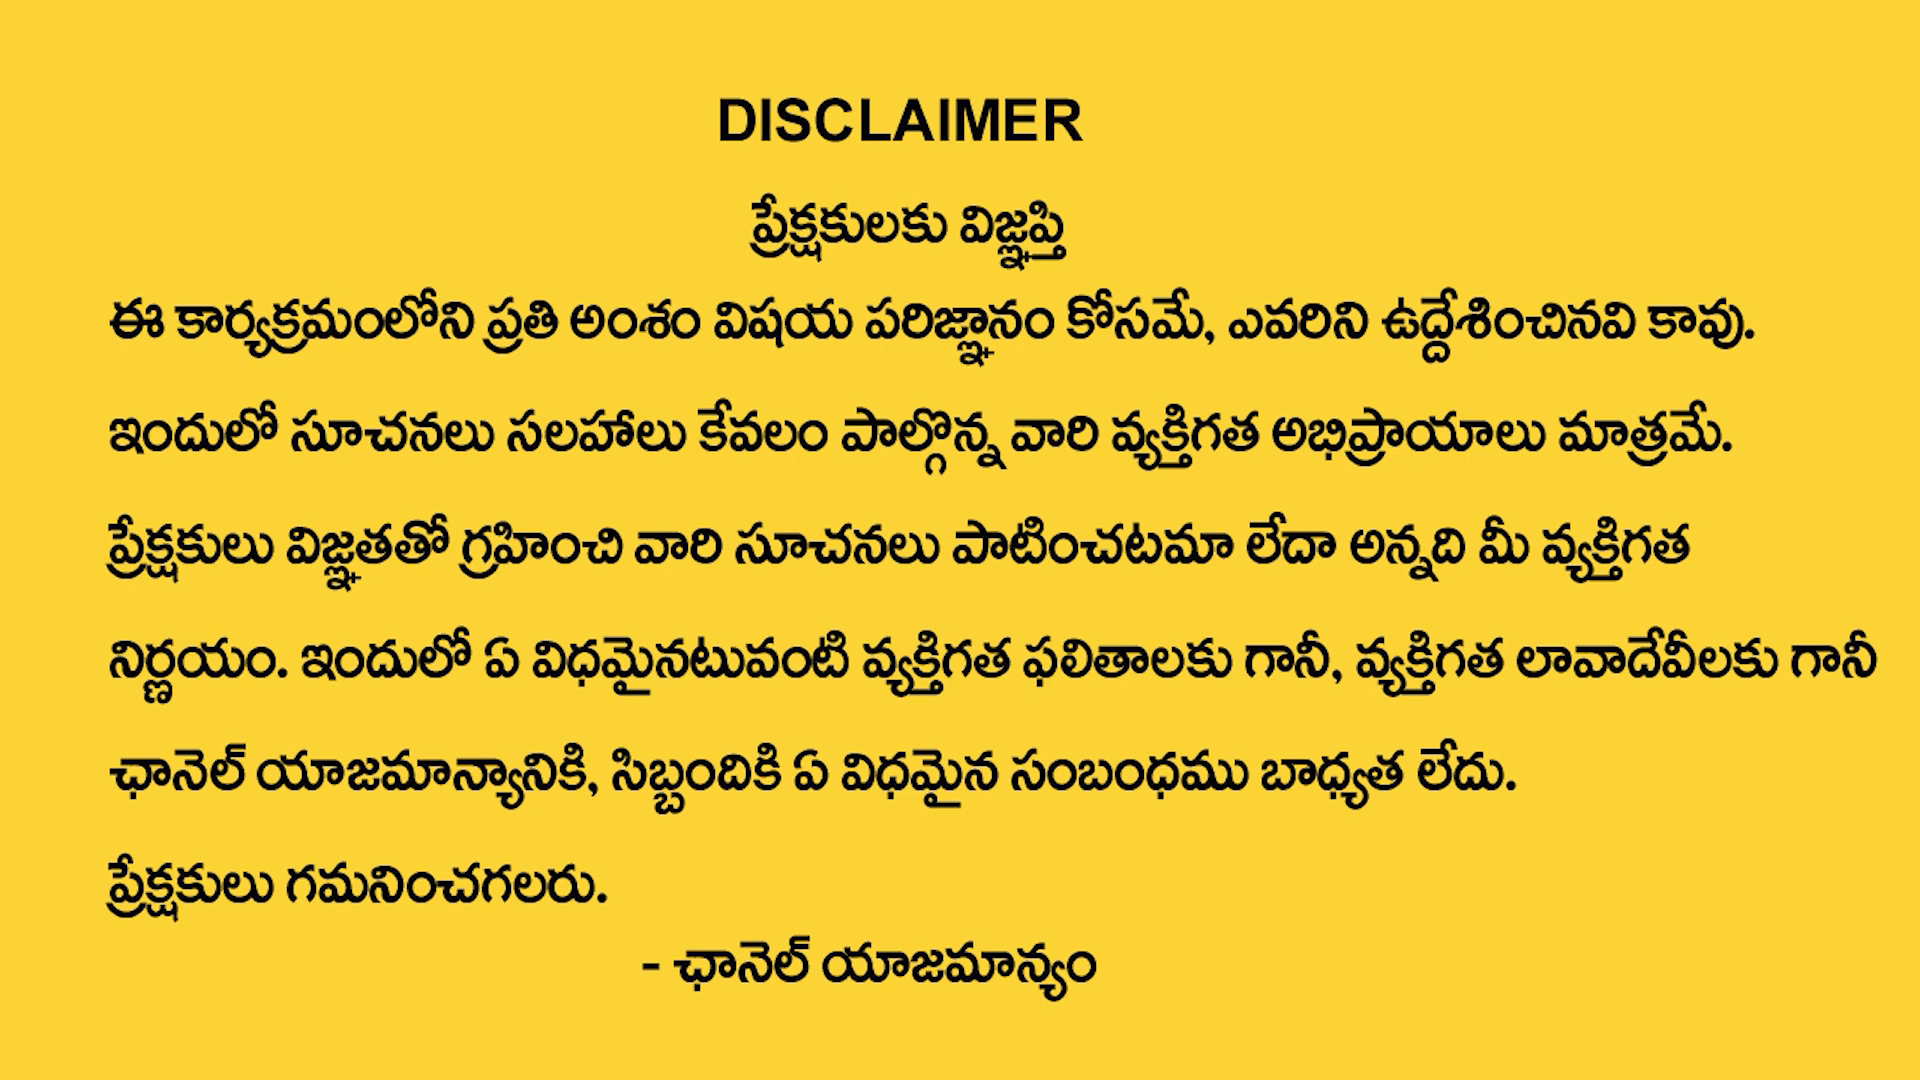 DISCLAIMER
ప్రేక్షకులకు విజ్ఞప్తి
ఈ కార్యక్రమంలోని ప్రతి అంశం విషయ పరిజ్ఞానం కోసమే, ఎవరిని ఉద్దేశించినవి కావు.
ఇందులో సూచనలు సలహాలు కేవలం పాల్గొన్న వారి వ్యక్తిగత అభిప్రాయాలు మాత్రమే.
ప్రేక్షకులు విజ్ఞతతో గ్రహించి వారి సూచనలు పాటించటమా లేదా అన్నది మీ వ్యక్తిగత
నిర్ణయం. ఇందులో ఏ విధమైనటువంటి వ్యక్తిగత ఫలితాలకు గానీ, వ్యక్తిగత లావాదేవీలకు గానీ
ఛానెల్ యాజమాన్యానికి, సిబ్బందికి ఏ విధమైన సంబంధము బాధ్యత లేదు.
ప్రేక్షకులు గమనించగలరు.
- ఛానెల్ యాజమాన్యం